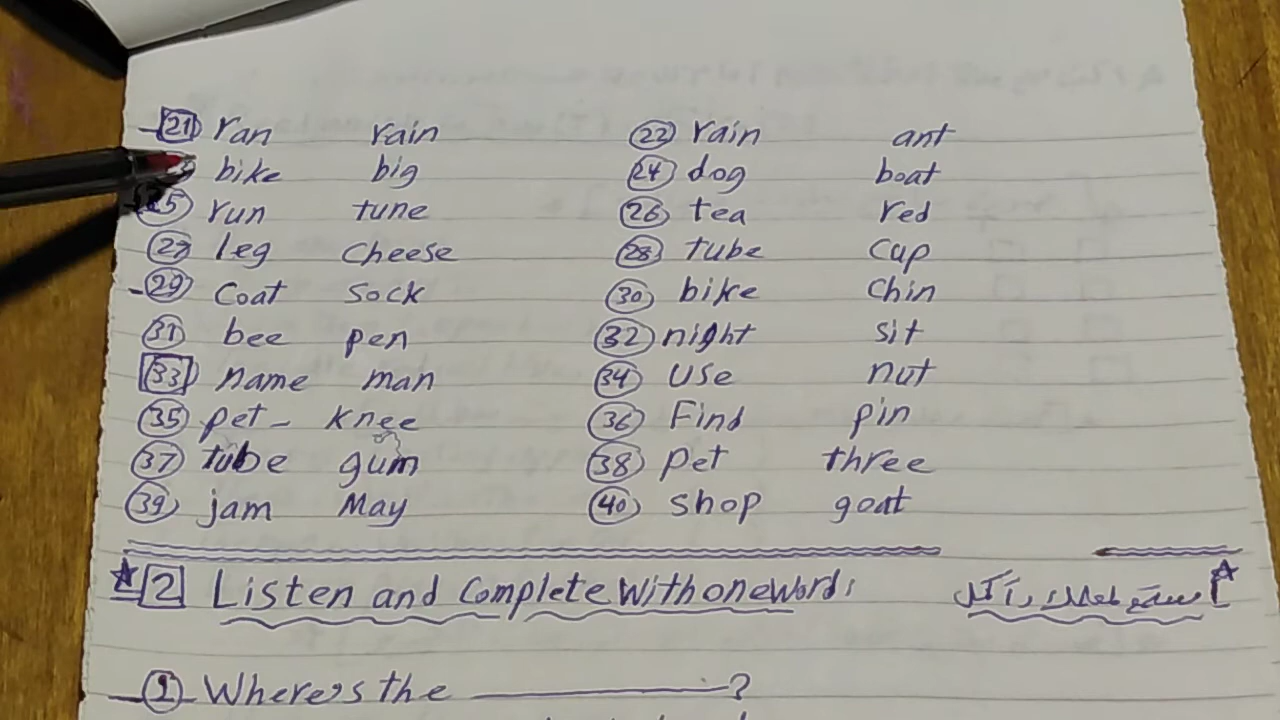 21 ran rain 22 rain ant
bike big 24 dog boat
25 run tune 26 tea red
27 leg cheese 28 tube cup
29 coat sock 30 bike chin
31 bee pen 32 night sit
33 name man 34 use nut
35 pet - knee 36 Find pin
37 tube gum 38 pet three
39 jam May 40 shop goat
2 Listen and Complete with one word:
1 Where's the ______?